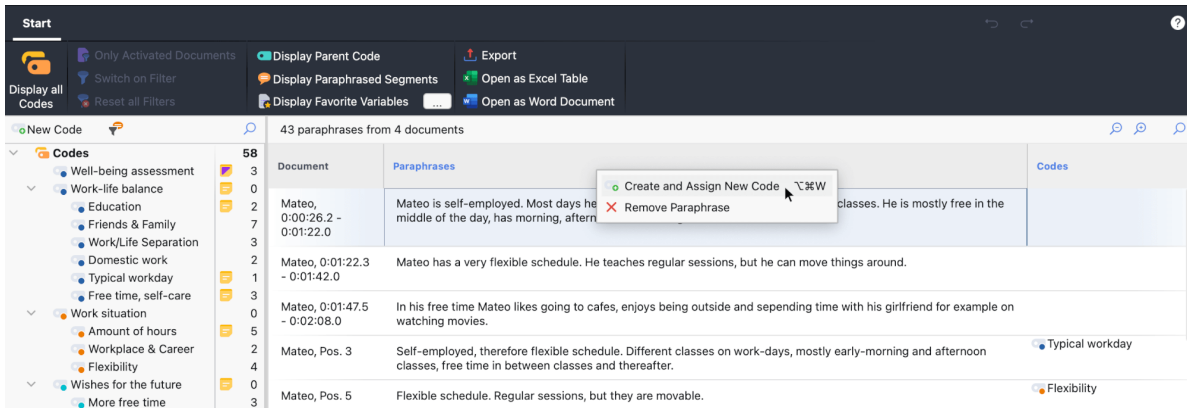 Start
Display all
Codes
Only Activated Documents
Switch on Filter
Reset all Filters
Display Parent Code
Display Paraphrased Segments
Display Favorite Variables ...
Export
Open as Excel Table
Open as Word Document
New Code
Codes 58
Well-being assessment 3
Work-life balance 0
Education 2
Friends & Family 7
Work/Life Separation 3
Domestic work 2
Typical workday 1
Free time, self-care 3
Work situation 0
Amount of hours 5
Workplace & Career 2
Flexibility 4
Wishes for the future 0
More free time 3
43 paraphrases from 4 documents
Document Paraphrases Codes
Create and Assign New Code ⌥⌘W
Remove Paraphrase
Mateo,
0:00:26.2 -
0:01:22.0
Mateo is self-employed. Most days he classes. He is mostly free in the
middle of the day, has morning,
Mateo, 0:01:22.3
- 0:01:42.0
Mateo has a very flexible schedule. He teaches regular sessions, but he can move things around.
Mateo, 0:01:47.5
- 0:02:08.0
In his free time Mateo likes going to cafes, enjoys being outside and sepending time with his girlfriend for example on
watching movies.
Mateo, Pos. 3
Self-employed, therefore flexible schedule. Different classes on work-days, mostly early-morning and afternoon
classes, free time in between classes and thereafter.
Typical workday
Mateo, Pos. 5
Flexible schedule. Regular sessions, but they are movable.
Flexibility